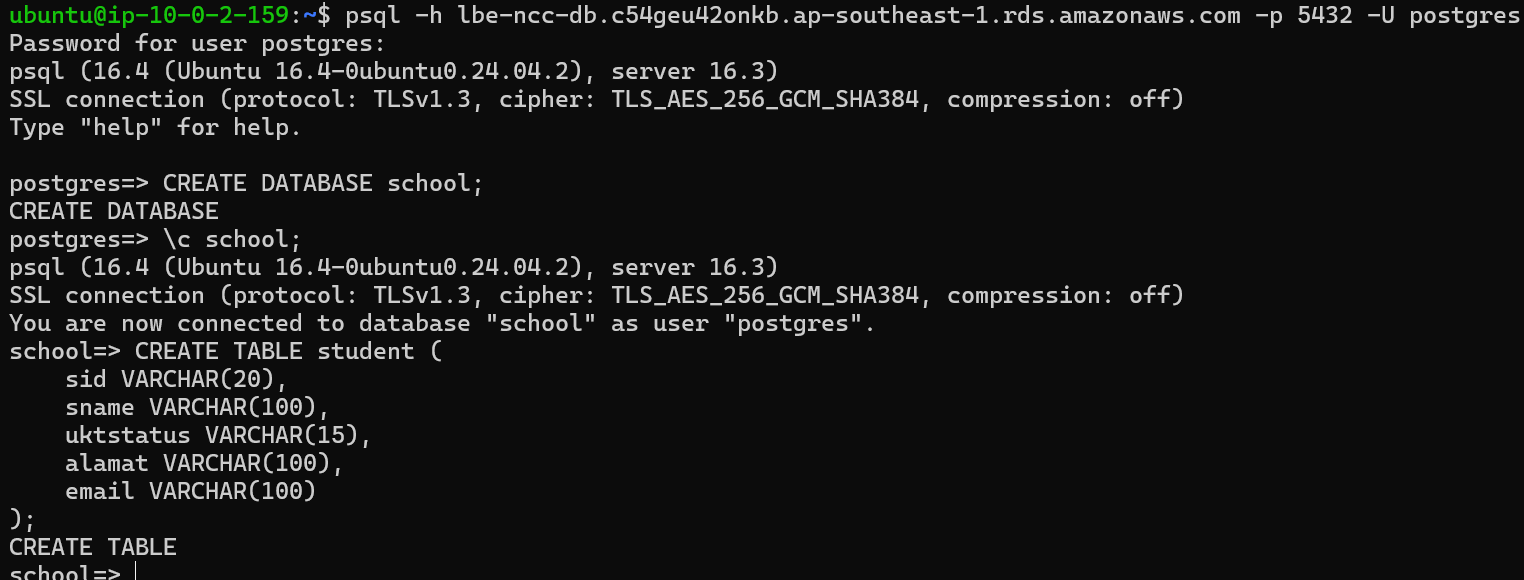 ubuntu@ip-10-0-2-159:~$ psql -h lbe-ncc-db.c54geu42onkb.ap-southeast-1.rds.amazonaws.com -p 5432 -U postgres
Password for user postgres:
psql (16.4 (Ubuntu 16.4-0ubuntu0.24.04.2), server 16.3)
SSL connection (protocol: TLSv1.3, cipher: TLS_AES_256_GCM_SHA384, compression: off)
Type "help" for help.

postgres=> CREATE DATABASE school;
CREATE DATABASE
postgres=> \c school;
psql (16.4 (Ubuntu 16.4-0ubuntu0.24.04.2), server 16.3)
SSL connection (protocol: TLSv1.3, cipher: TLS_AES_256_GCM_SHA384, compression: off)
You are now connected to database "school" as user "postgres".
school=> CREATE TABLE student (
    sid VARCHAR(20),
    sname VARCHAR(100),
    uktstatus VARCHAR(15),
    alamat VARCHAR(100),
    email VARCHAR(100)
);
CREATE TABLE
school=>